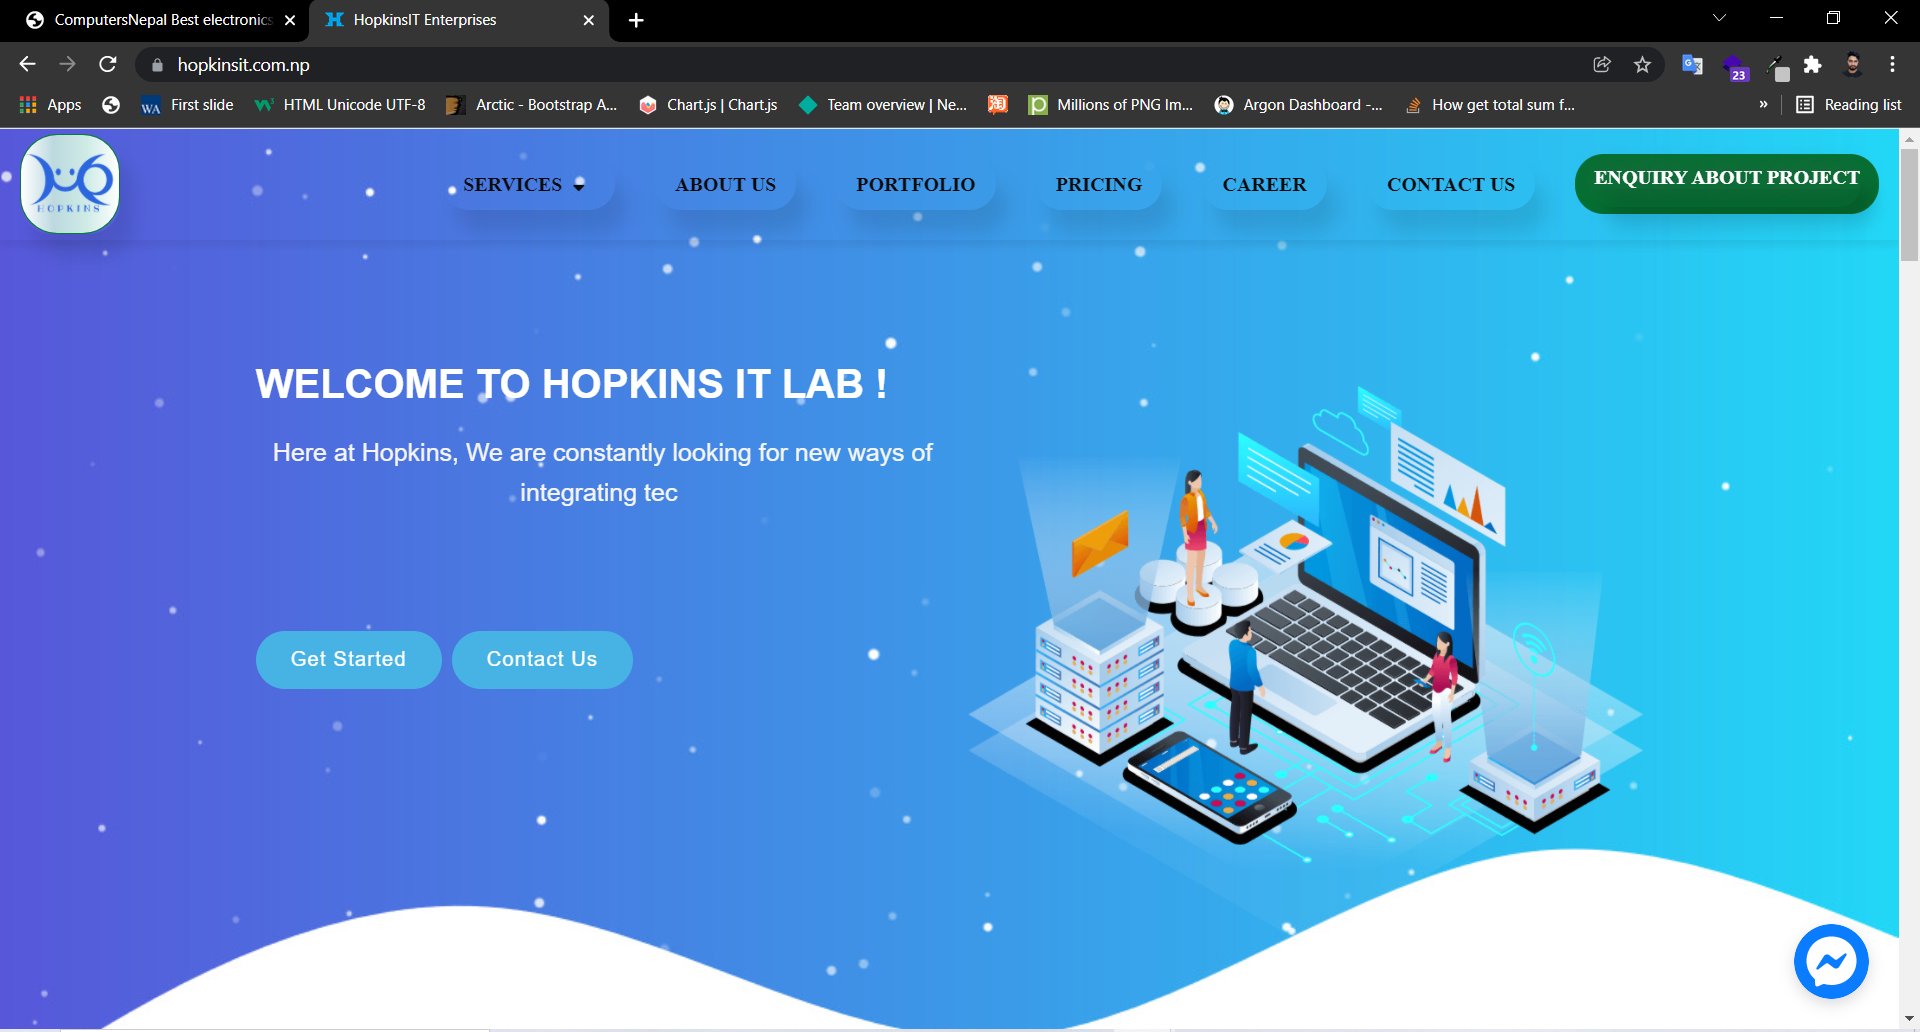 ComputersNepal Best electronics
HopkinsIT Enterprises
hopkinsit.com.np
23
Apps
First slide
HTML Unicode UTF-8
Arctic - Bootstrap A...
Chart.js | Chart.js
Team overview | Ne...
Millions of PNG Im...
Argon Dashboard -...
How get total sum f...
»
Reading list
HOPKINS
SERVICES
ABOUT US
PORTFOLIO
PRICING
CAREER
CONTACT US
ENQUIRY ABOUT PROJECT
WELCOME TO HOPKINS IT LAB !
Here at Hopkins, We are constantly looking for new ways of
integrating tec
Get Started
Contact Us